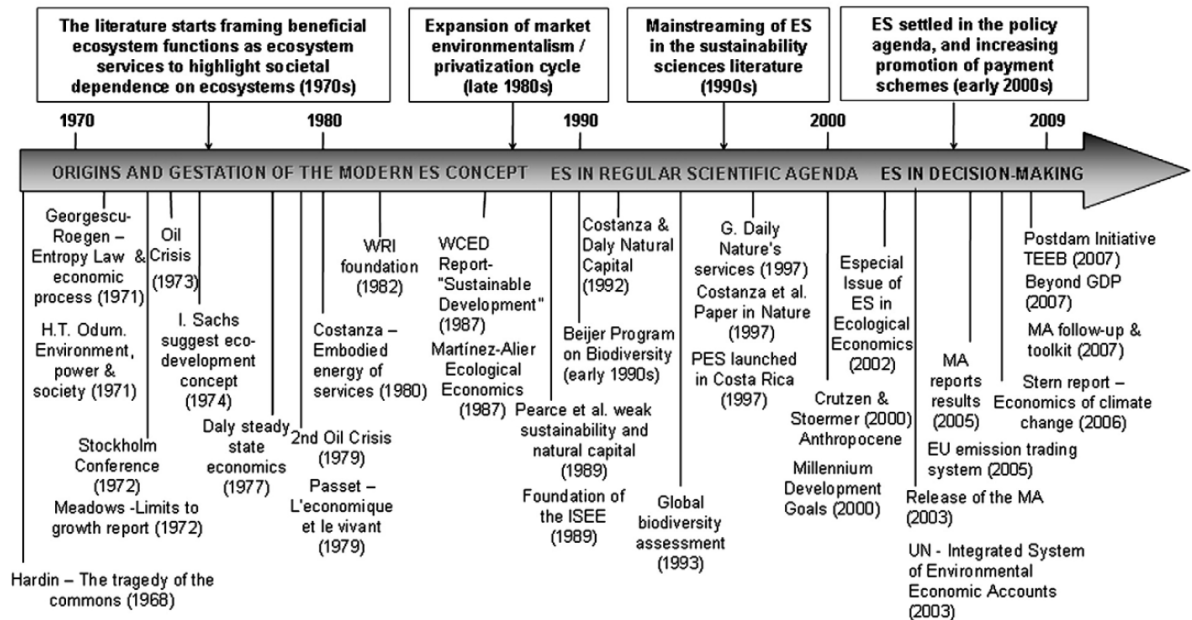 The literature starts framing beneficial
ecosystem functions as ecosystem
services to highlight societal
dependence on ecosystems (1970s)
Expansion of market
environmentalism /
privatization cycle
(late 1980s)
Mainstreaming of ES
in the sustainability
sciences literature
(1990s)
ES settled in the policy
agenda, and increasing
promotion of payment
schemes (early 2000s)
1970
1980
1990
2000
2009
ORIGINS AND GESTATION OF THE MODERN ES CONCEPT
ES IN REGULAR SCIENTIFIC AGENDA
ES IN DECISION-MAKING
Georgescu-
Roegen –
Entropy Law &
economic
process (1971)
H.T. Odum.
Environment,
power &
society (1971)
Oil
Crisis
(1973)
I. Sachs
suggest eco-
development
concept
(1974)
Stockholm
Conference
(1972)
Meadows -Limits to
growth report (1972)
Hardin – The tragedy of the
commons (1968)
Daly steady
state
economics
(1977)
2nd Oil Crisis
(1979)
Passet –
L'economique
et le vivant
(1979)
WRI
foundation
(1982)
Costanza –
Embodied
energy of
services (1980)
WCED
Report-
"Sustainable
Development"
(1987)
Martínez-Alier
Ecological
Economics
(1987)
Pearce et al. weak
sustainability and
natural capital
(1989)
Foundation of
the ISEE
(1989)
Costanza &
Daly Natural
Capital
(1992)
Beijer Program
on Biodiversity
(early 1990s)
Global
biodiversity
assessment
(1993)
G. Daily
Nature's
services (1997)
Costanza et al.
Paper in Nature
(1997)
PES launched
in Costa Rica
(1997)
Crutzen &
Stoermer (2000)
Anthropocene
Millennium
Development
Goals (2000)
Especial
Issue of
ES in
Ecological
Economics
(2002)
MA
reports
results
(2005)
EU emission trading
system (2005)
Release of the MA
(2003)
UN - Integrated System
of Environmental
Economic Accounts
(2003)
Postdam Initiative
TEEB (2007)
Beyond GDP
(2007)
MA follow-up &
toolkit (2007)
Stern report –
Economics of climate
change (2006)